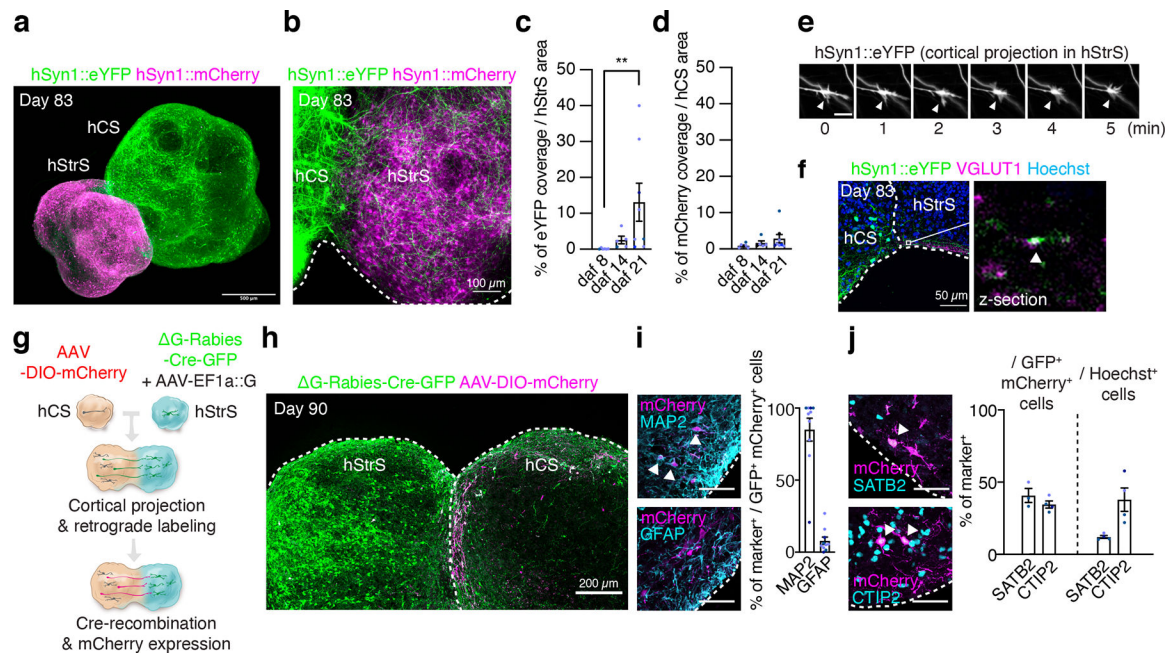 a
hSyn1::eYFP hSyn1::mCherry
Day 83
hCS
hStrS
500 µm
b
hSyn1::eYFP hSyn1::mCherry
Day 83
hCS
hStrS
100 µm
c
% of eYFP coverage / hStrS area
50
40
30
20
10
0
**
daf 8
daf 14
daf 21
d
% of mCherry coverage / hCS area
50
40
30
20
10
0
daf 8
daf 14
daf 21
e
hSyn1::eYFP (cortical projection in hStrS)
0 1 2 3 4 5 (min)
f
hSyn1::eYFP VGLUT1 Hoechst
Day 83
hStrS
hCS
50 µm
z-section
g
AAV
-DIO-mCherry
ΔG-Rabies
-Cre-GFP
+ AAV-EF1a::G
hCS
hStrS
Cortical projection
& retrograde labeling
Cre-recombination
& mCherry expression
h
ΔG-Rabies-Cre-GFP AAV-DIO-mCherry
Day 90
hStrS
hCS
200 µm
i
mCherry
MAP2
mCherry
GFAP
% of marker⁺ / GFP⁺ mCherry⁺ cells
100
50
0
MAP2
GFAP
j
mCherry
SATB2
mCherry
CTIP2
/ GFP⁺
mCherry⁺
cells
/ Hoechst⁺
cells
% of marker⁺
100
50
0
SATB2
CTIP2
SATB2
CTIP2